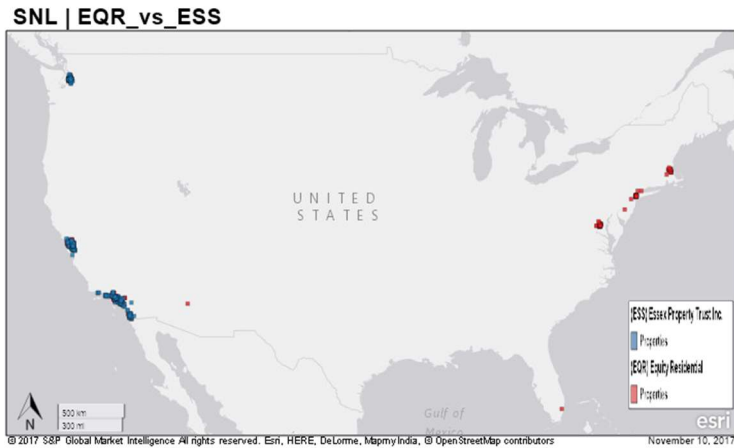 SNL | EQR_vs_ESS
UNITED
STATES
[ESS] Essex Property Trust Inc.
Properties
[EQR] Equity Residential
Properties
500 km
300 mi
N
Gulf of
Mexico
esri
© 2017 S&P Global Market Intelligence All rights reserved. Esri, HERE, DeLorme, MapmyIndia, © OpenStreetMap contributors
November 10, 2017